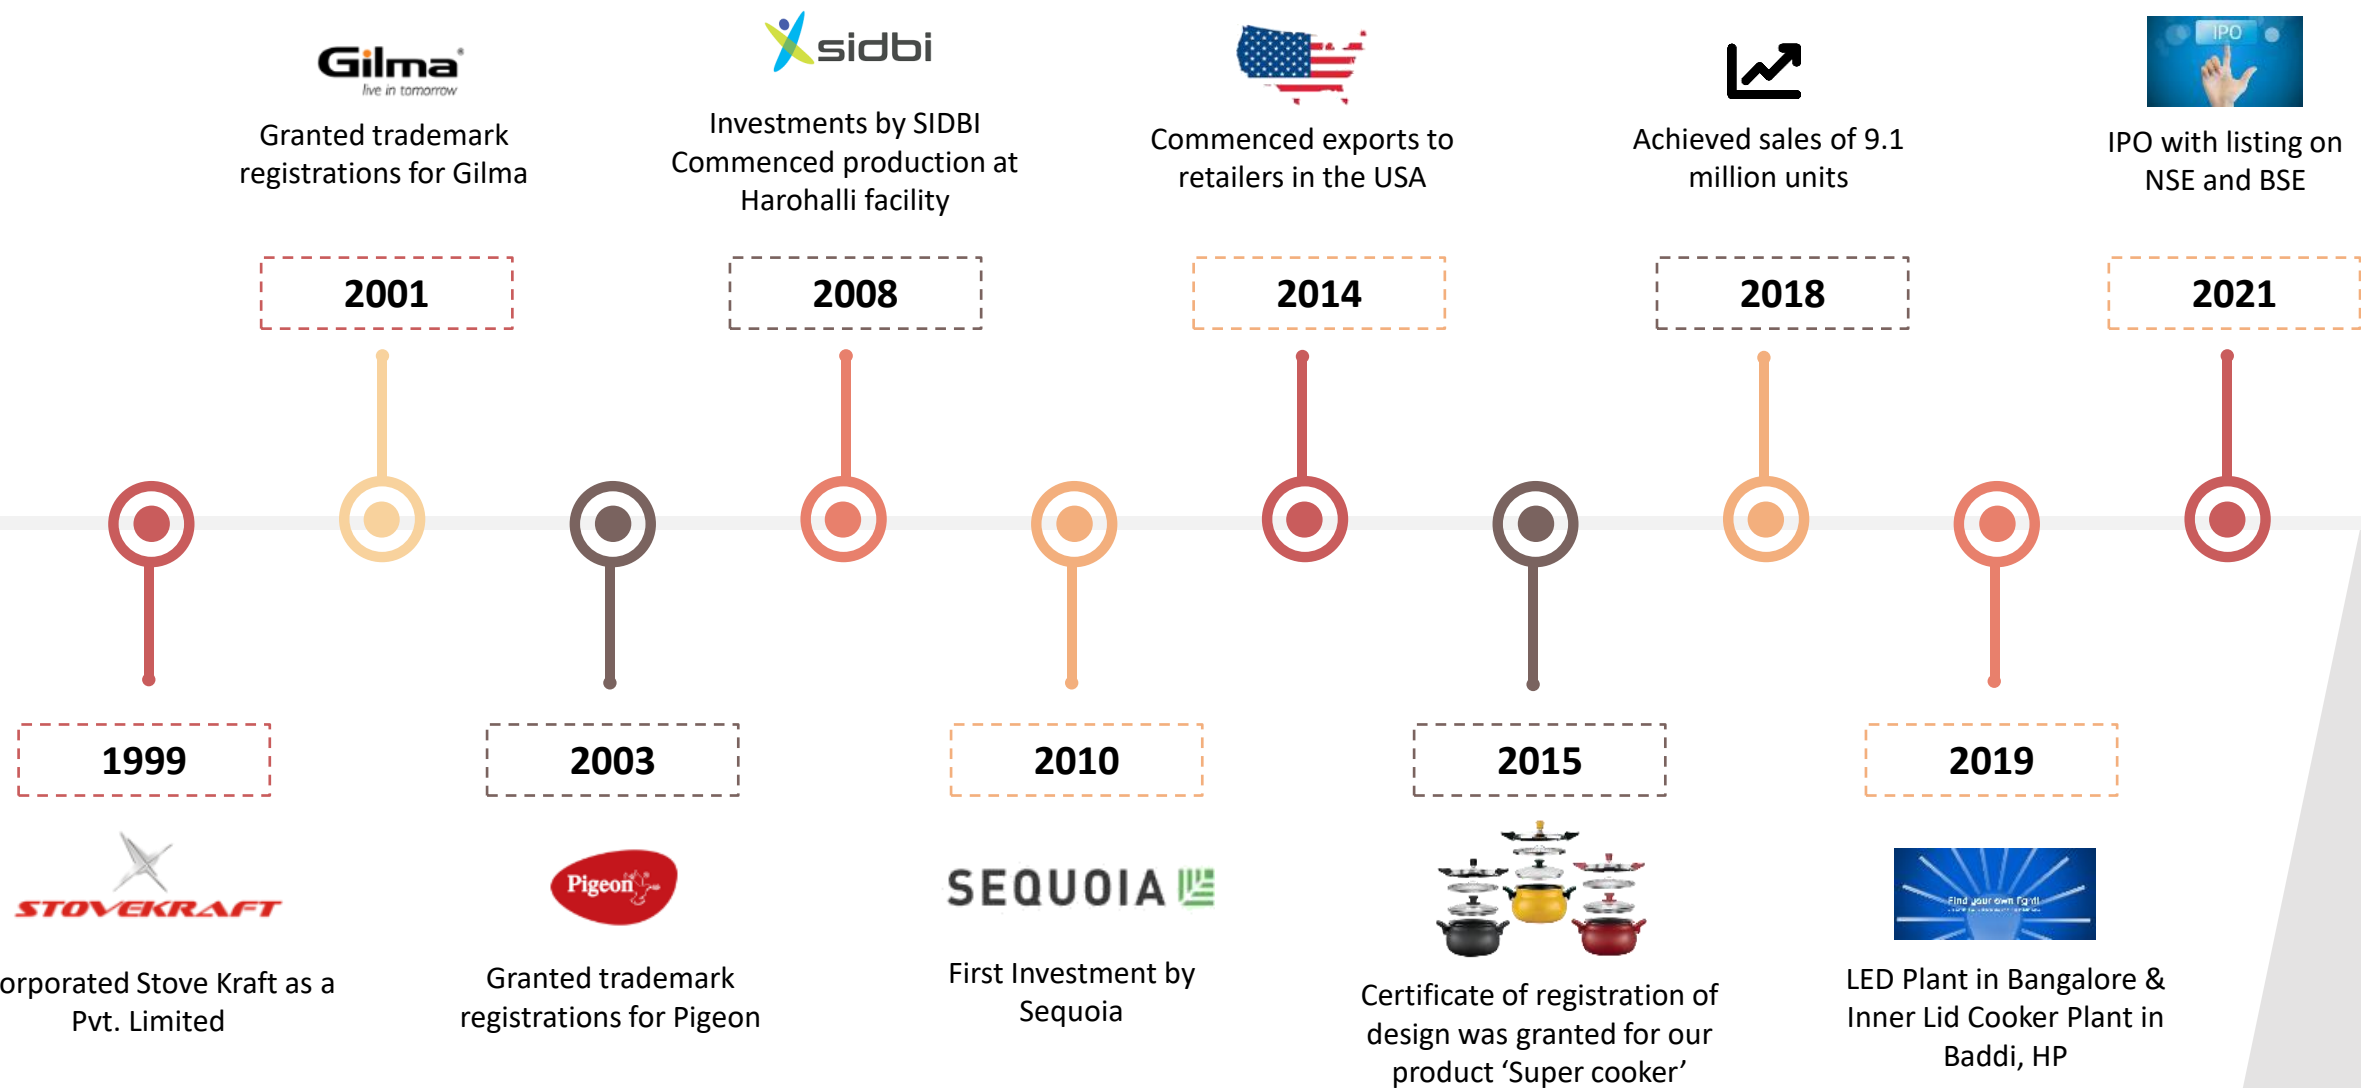 Gilma®
live in tomorrow
Granted trademark
registrations for Gilma
sidbi
Investments by SIDBI
Commenced production at
Harohalli facility
Commenced exports to
retailers in the USA
Achieved sales of 9.1
million units
IPO
IPO with listing on
NSE and BSE
2001
2008
2014
2018
2021
1999
2003
2010
2015
2019
STOVEKRAFT
orporated Stove Kraft as a
Pvt. Limited
Pigeon
Granted trademark
registrations for Pigeon
SEQUOIA
First Investment by
Sequoia
Certificate of registration of
design was granted for our
product ‘Super cooker’
Find your own light!
LED Plant in Bangalore &
Inner Lid Cooker Plant in
Baddi, HP